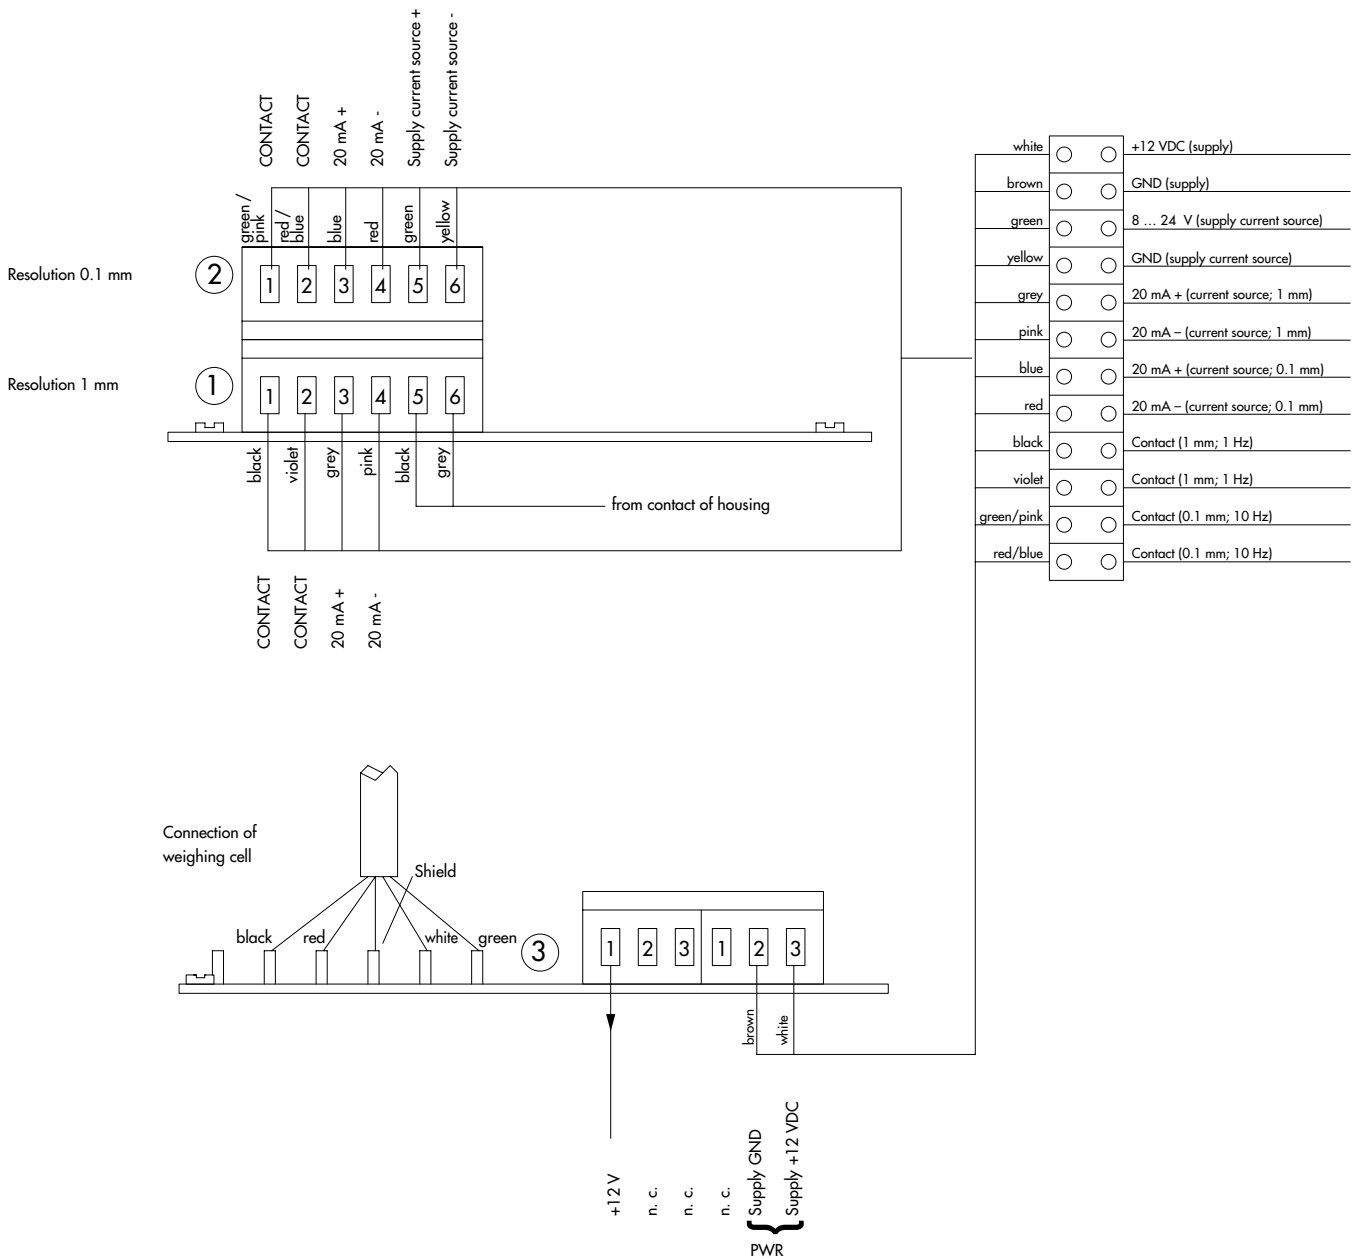 CONTACT
CONTACT
20 mA +
20 mA -
Supply current source +
Supply current source -
green /
pink
red /
blue
blue
red
green
yellow
Resolution 0.1 mm
2
1
2
3
4
5
6
Resolution 1 mm
1
1
2
3
4
5
6
black
violet
grey
pink
black
grey
from contact of housing
CONTACT
CONTACT
20 mA +
20 mA -
white
+12 VDC (supply)
brown
GND (supply)
green
8 ... 24 V (supply current source)
yellow
GND (supply current source)
grey
20 mA + (current source; 1 mm)
pink
20 mA – (current source; 1 mm)
blue
20 mA + (current source; 0.1 mm)
red
20 mA – (current source; 0.1 mm)
black
Contact (1 mm; 1 Hz)
violet
Contact (1 mm; 1 Hz)
green/pink
Contact (0.1 mm; 10 Hz)
red/blue
Contact (0.1 mm; 10 Hz)
Connection of
weighing cell
Shield
black
red
white
green
3
1
2
3
1
2
3
brown
white
+12 V
n. c.
n. c.
n. c.
Supply GND
Supply +12 VDC
PWR